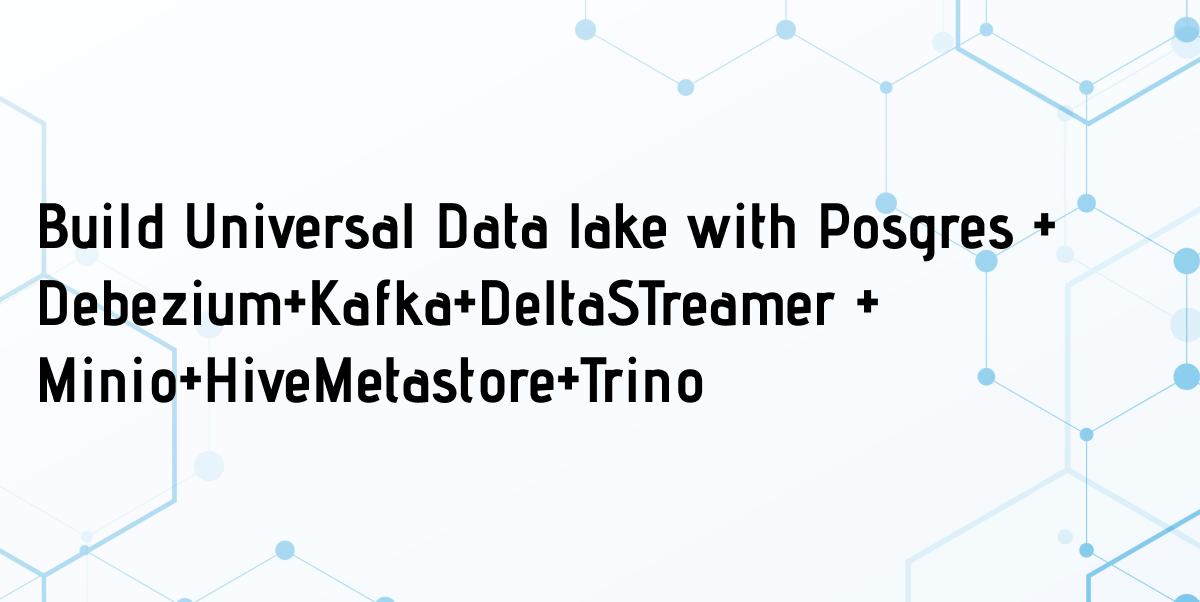 Build Universal Data lake with Posgres +
Debezium+Kafka+DeltaSTreamer +
Minio+HiveMetastore+Trino